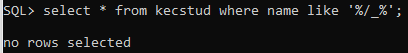 SQL> select * from kecstud where name like '%/_%';
no rows selected